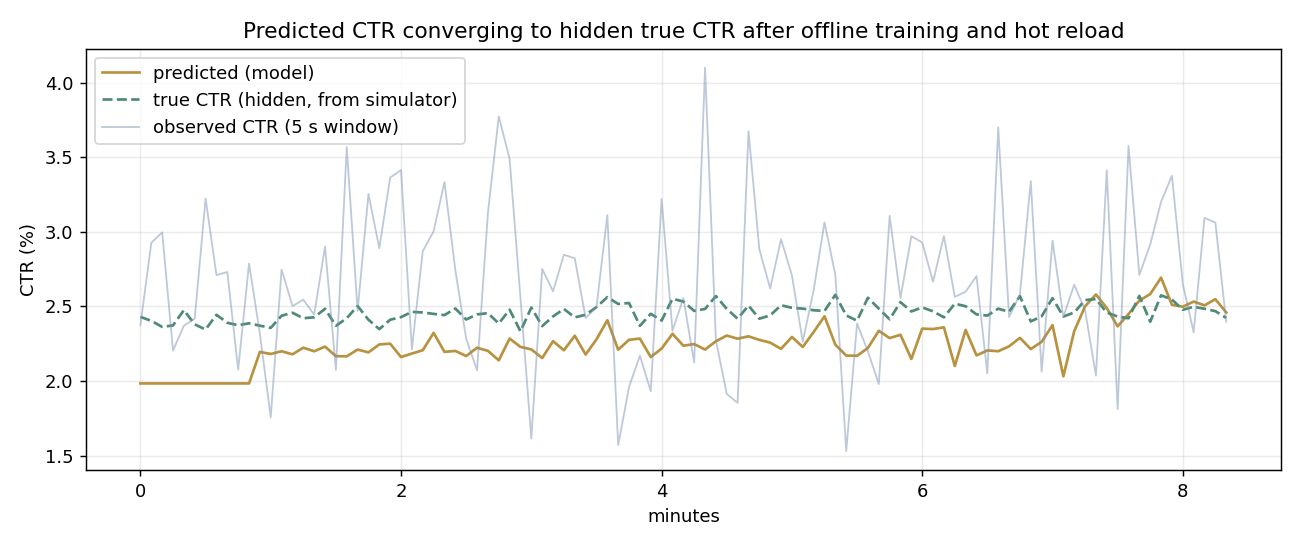 Predicted CTR converging to hidden true CTR after offline training and hot reload
predicted (model)
true CTR (hidden, from simulator)
observed CTR (5 s window)
CTR (%)
4.0
3.5
3.0
2.5
2.0
1.5
0 2 4 6 8
minutes